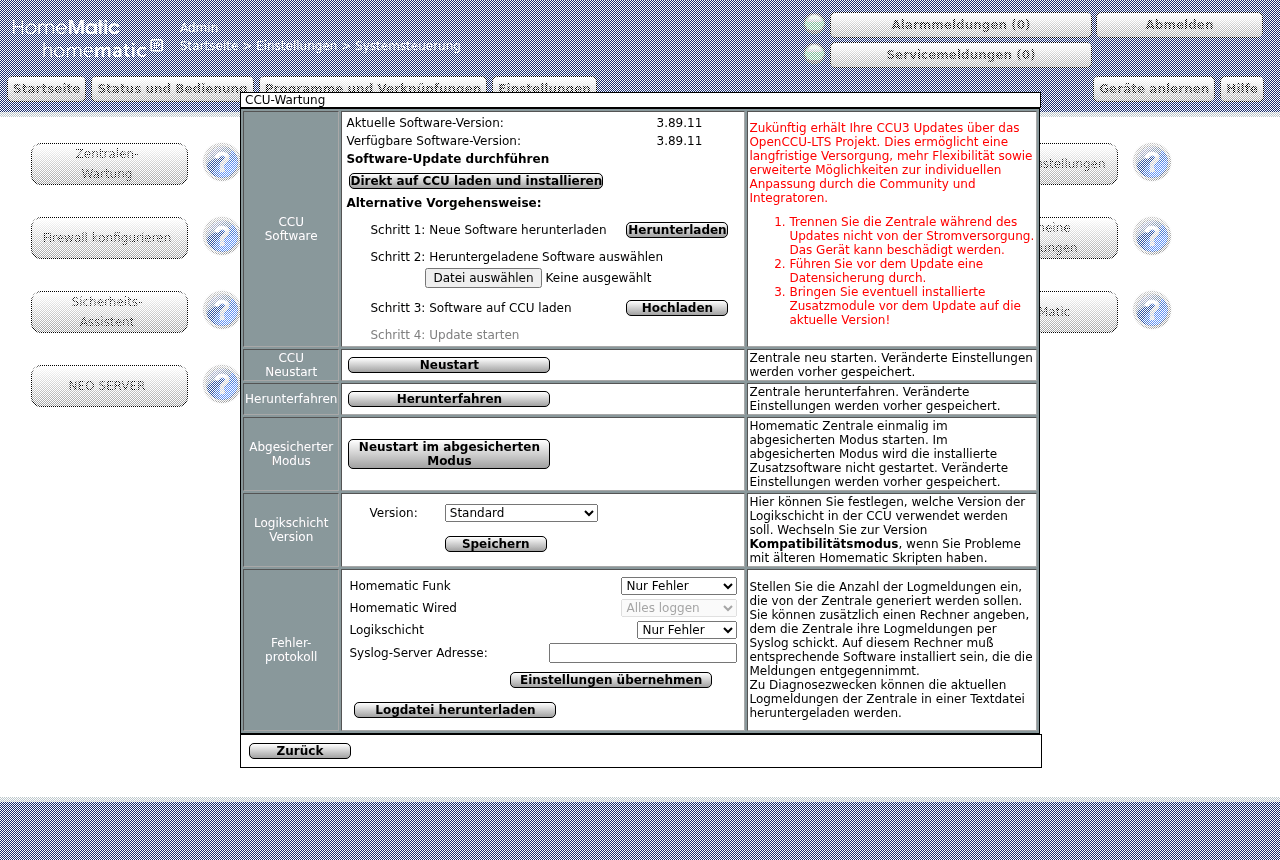 HomeMatic
homematic IP
Admin
Startseite > Einstellungen > Systemsteuerung
Alarmmeldungen (0)
Abmelden
Servicemeldungen (0)
Startseite
Status und Bedienung
Programme und Verknüpfungen
Einstellungen
Geräte anlernen
Hilfe
CCU-Wartung
CCU
Software
Aktuelle Software-Version: 3.89.11
Verfügbare Software-Version: 3.89.11
Software-Update durchführen
Direkt auf CCU laden und installieren
Alternative Vorgehensweise:
Schritt 1: Neue Software herunterladen Herunterladen
Schritt 2: Heruntergeladene Software auswählen
Datei auswählen Keine ausgewählt
Schritt 3: Software auf CCU laden Hochladen
Schritt 4: Update starten
Zukünftig erhält Ihre CCU3 Updates über das
OpenCCU-LTS Projekt. Dies ermöglicht eine
langfristige Versorgung, mehr Flexibilität sowie
erweiterte Möglichkeiten zur individuellen
Anpassung durch die Community und
Integratoren.
1. Trennen Sie die Zentrale während des
Updates nicht von der Stromversorgung.
Das Gerät kann beschädigt werden.
2. Führen Sie vor dem Update eine
Datensicherung durch.
3. Bringen Sie eventuell installierte
Zusatzmodule vor dem Update auf die
aktuelle Version!
CCU
Neustart
Neustart
Zentrale neu starten. Veränderte Einstellungen
werden vorher gespeichert.
Herunterfahren
Herunterfahren
Zentrale herunterfahren. Veränderte
Einstellungen werden vorher gespeichert.
Abgesicherter
Modus
Neustart im abgesicherten
Modus
Homematic Zentrale einmalig im
abgesicherten Modus starten. Im
abgesicherten Modus wird die installierte
Zusatzsoftware nicht gestartet. Veränderte
Einstellungen werden vorher gespeichert.
Logikschicht
Version
Version: Standard
Speichern
Hier können Sie festlegen, welche Version der
Logikschicht in der CCU verwendet werden
soll. Wechseln Sie zur Version
Kompatibilitätsmodus, wenn Sie Probleme
mit älteren Homematic Skripten haben.
Fehler-
protokoll
Homematic Funk Nur Fehler
Homematic Wired Alles loggen
Logikschicht Nur Fehler
Syslog-Server Adresse:
Einstellungen übernehmen
Logdatei herunterladen
Stellen Sie die Anzahl der Logmeldungen ein,
die von der Zentrale generiert werden sollen.
Sie können zusätzlich einen Rechner angeben,
dem die Zentrale ihre Logmeldungen per
Syslog schickt. Auf diesem Rechner muß
entsprechende Software installiert sein, die die
Meldungen entgegennimmt.
Zu Diagnosezwecken können die aktuellen
Logmeldungen der Zentrale in einer Textdatei
heruntergeladen werden.
Zurück
Zentralen-
Wartung
Firewall konfigurieren
Sicherheits-
NEO SERVER
?
?
?
?
?
?
?